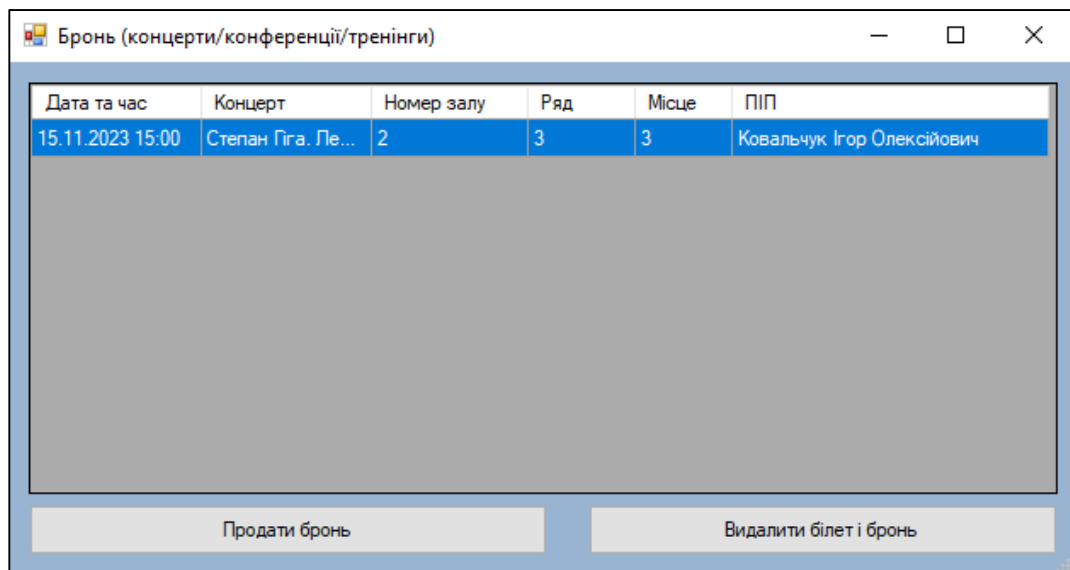 Бронь (концерти/конференції/тренінги)
Дата та час Концерт Номер залу Ряд Місце ПІП
15.11.2023 15:00 Степан Гіга. Ле... 2 3 3 Ковальчук Ігор Олексійович
Продати бронь Видалити білет і бронь